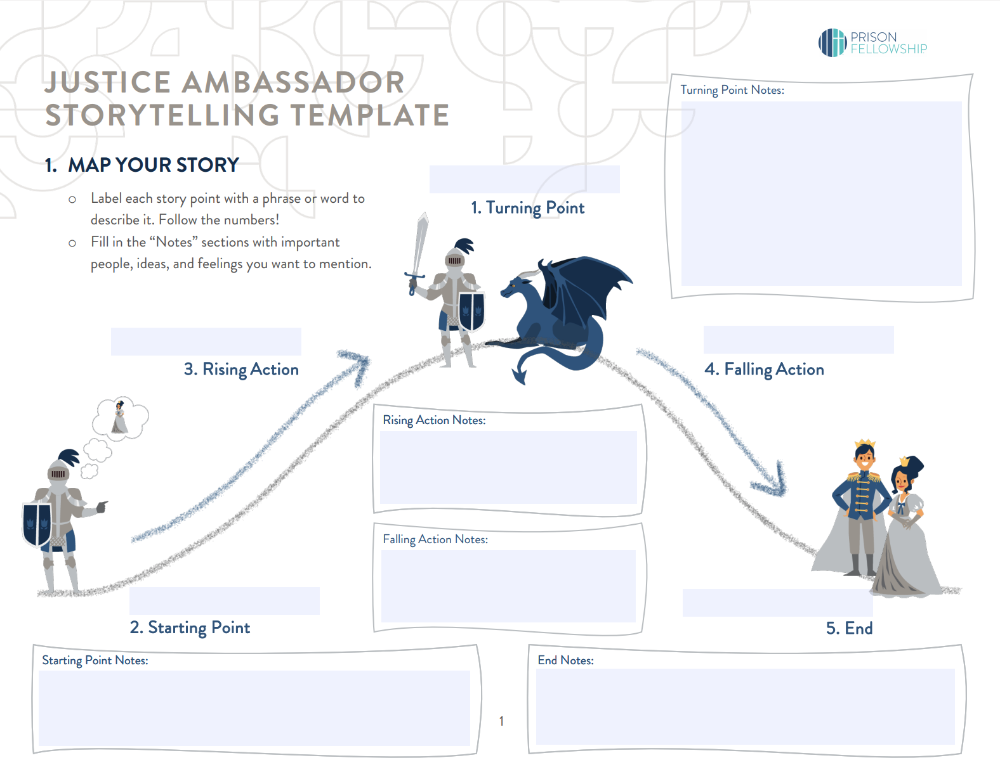 PRISON
FELLOWSHIP
JUSTICE AMBASSADOR
STORYTELLING TEMPLATE
1. MAP YOUR STORY
○ Label each story point with a phrase or word to
describe it. Follow the numbers!
○ Fill in the “Notes” sections with important
people, ideas, and feelings you want to mention.
Turning Point Notes:
1. Turning Point
3. Rising Action
4. Falling Action
Rising Action Notes:
Falling Action Notes:
2. Starting Point
5. End
Starting Point Notes:
End Notes:
1